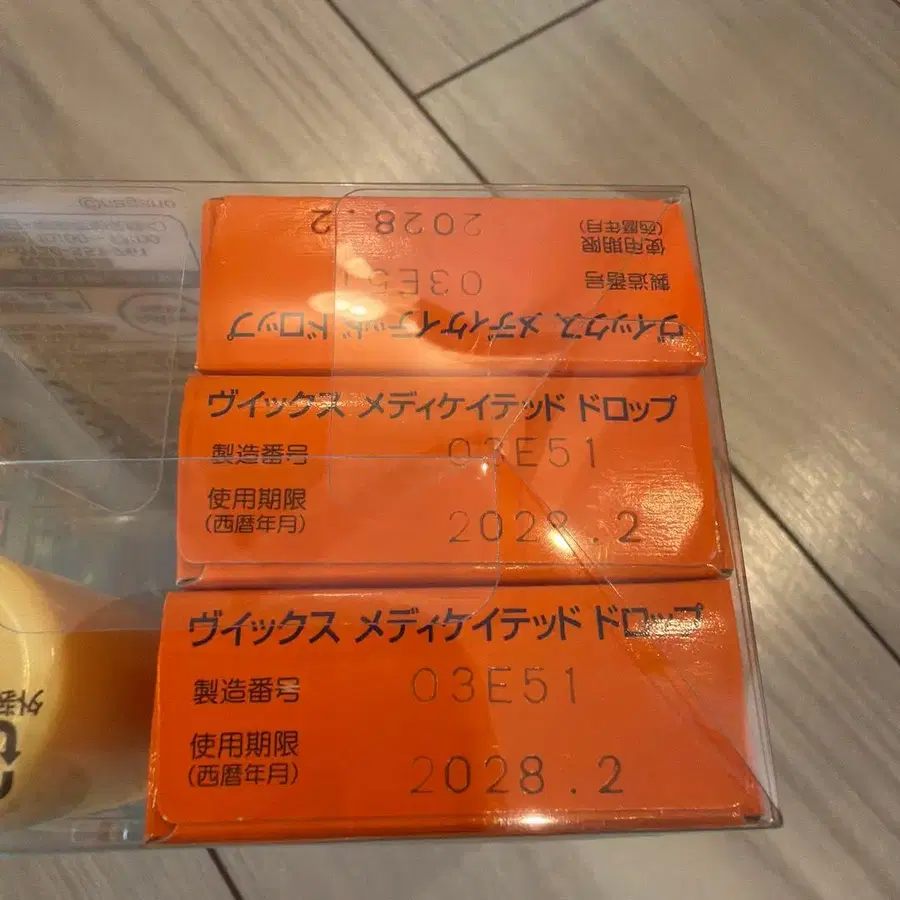 @nagano
ヴイックス メディケイテッド ドロップ
製造番号 03E51
使用期限
(西暦年月) 2028.2
ヴイックス メディケイテッド ドロップ
製造番号 03E51
使用期限
(西暦年月) 2028.2
ヴイックス メディケイテッド ドロップ
製造番号 03E51
使用期限
(西暦年月) 2028.2
外装